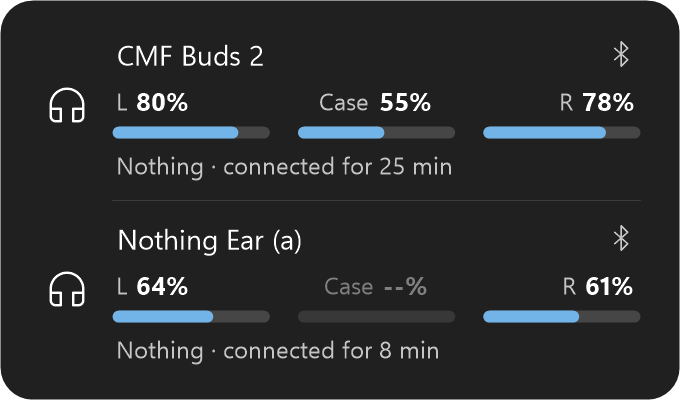 CMF Buds 2
L 80% Case 55% R 78%
Nothing · connected for 25 min
Nothing Ear (a)
L 64% Case --% R 61%
Nothing · connected for 8 min